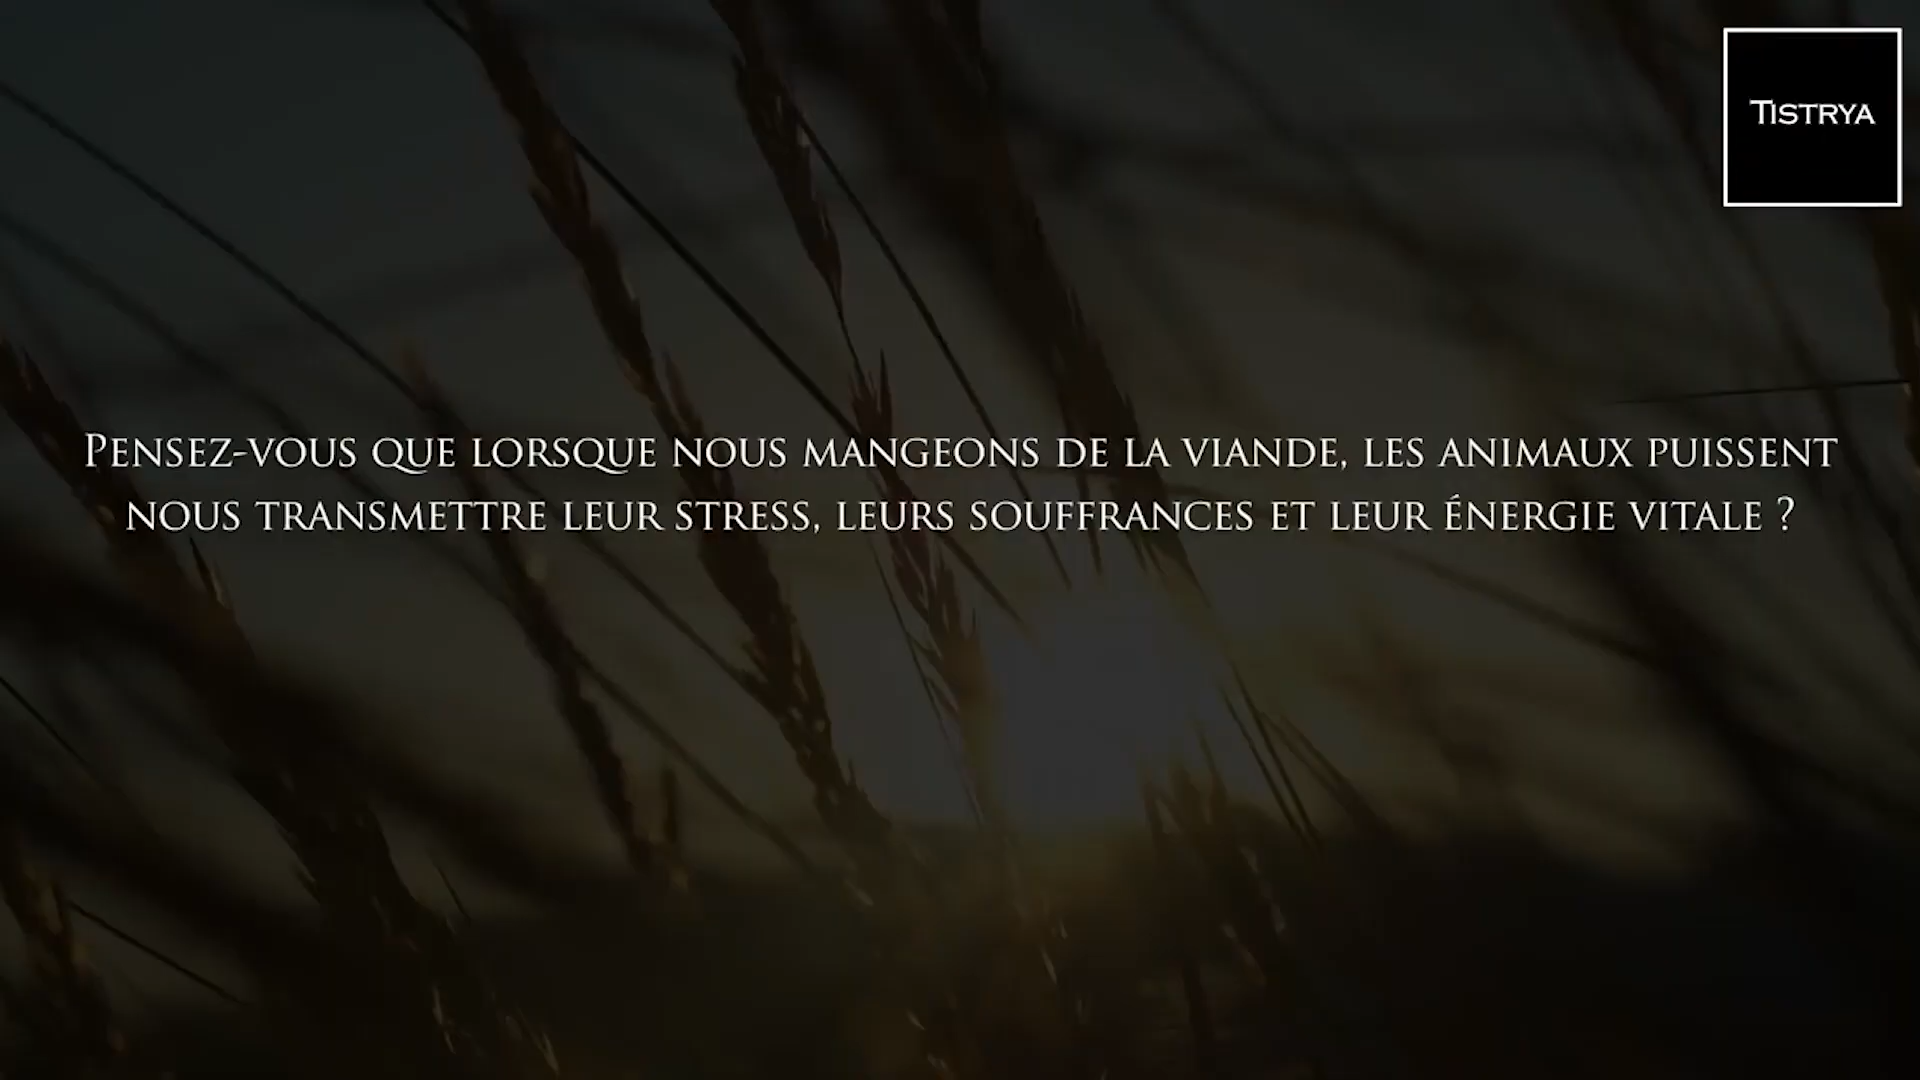 Tistrya
Pensez-vous que lorsque nous mangeons de la viande, les animaux puissent
nous transmettre leur stress, leurs souffrances et leur énergie vitale ?